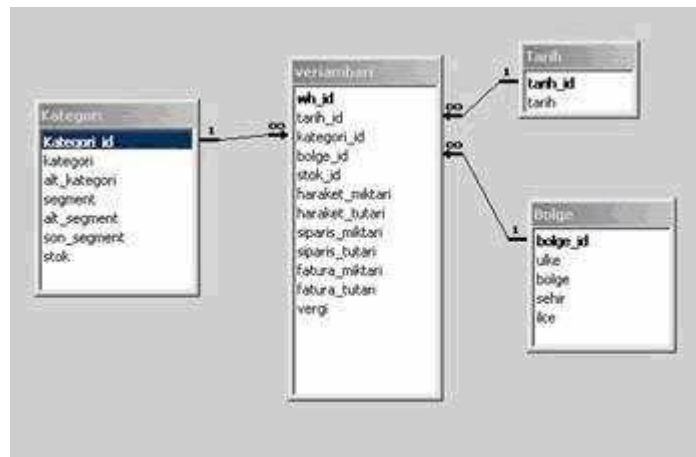 Kategori
Kategori_id
kategori
alt_kategori
segment
alt_segment
son_segment
stok
1
∞
veriambari
wh_id
tarih_id
kategori_id
bolge_id
stok_id
haraket_miktari
haraket_tutari
siparis_miktari
siparis_tutari
fatura_miktari
fatura_tutari
vergi
∞
1
Tarih
tarih_id
tarih
∞
1
Bolge
bolge_id
ulke
bolge
sehir
ilce